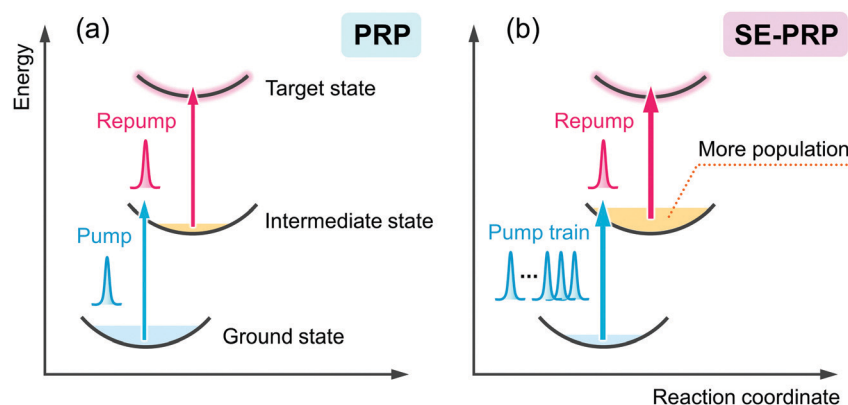 (a)
PRP
Energy
Target state
Repump
Intermediate state
Pump
Ground state
(b)
SE-PRP
Repump
More population
Pump train
...
Reaction coordinate